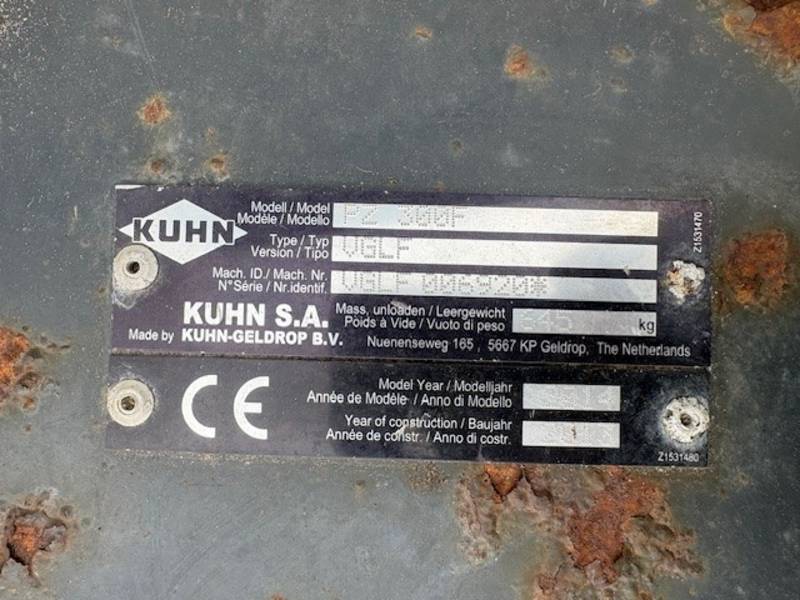 KUHN
Modell / Model
Modèle / Modello
PZ 300F
Type / Typ
Version / Tipo
VGLF
Mach. ID./ Mach. Nr.
N°Série / Nr.identif.
VGLF 006920*
KUHN S.A.
Made by KUHN-GELDROP B.V.
Mass, unloaden / Leergewicht
Poids à Vide / Vuoto di peso
645 kg
Nuenenseweg 165 , 5667 KP Geldrop, The Netherlands
Z1531470
CE
Model Year / Modelljahr
Année de Modèle / Anno di Modello
Year of construction / Baujahr
Année de constr. / Anno di costr.
Z1531480